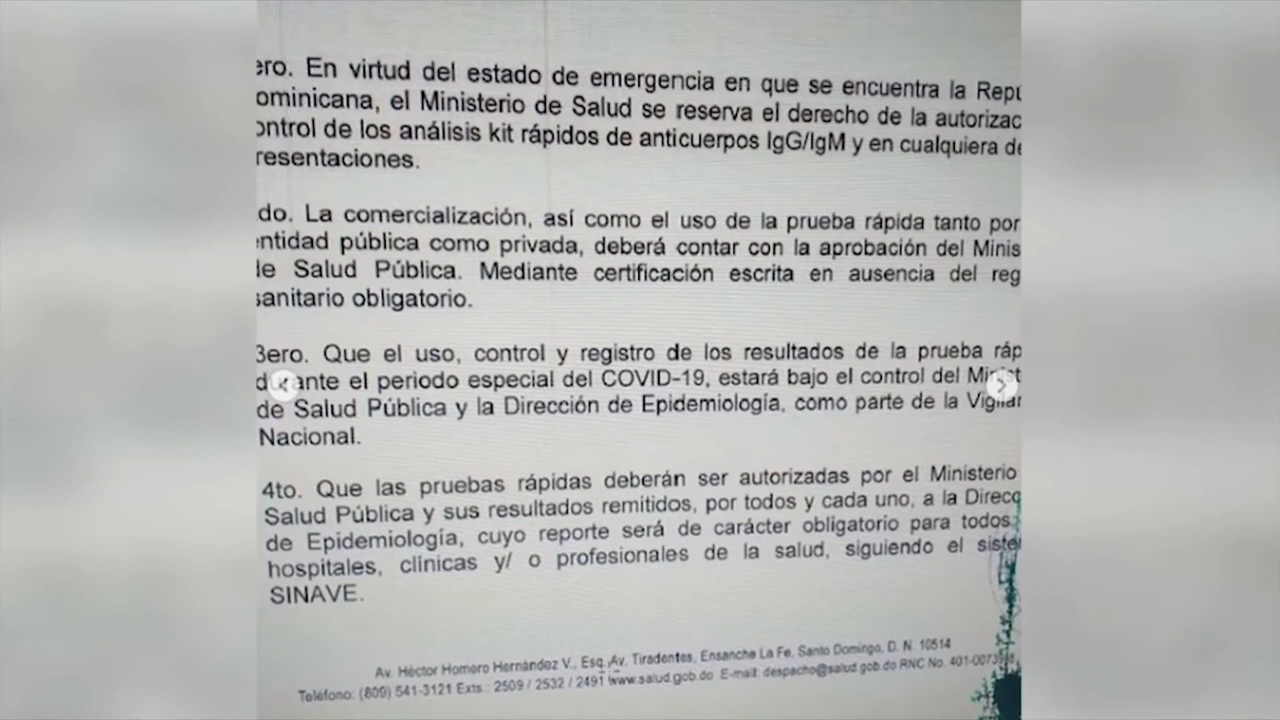 ero. En virtud del estado de emergencia en que se encuentra la Repu
ominicana, el Ministerio de Salud se reserva el derecho de la autorizac
ontrol de los análisis kit rápidos de anticuerpos IgG/IgM y en cualquiera de
resentaciones.
do. La comercialización, así como el uso de la prueba rápida tanto por
entidad pública como privada, deberá contar con la aprobación del Minis
de Salud Pública. Mediante certificación escrita en ausencia del reg
sanitario obligatorio.
3ero. Que el uso, control y registro de los resultados de la prueba ráp
durante el periodo especial del COVID-19, estará bajo el control del Minist
de Salud Pública y la Dirección de Epidemiología, como parte de la Vigilan
Nacional.
4to. Que las pruebas rápidas deberán ser autorizadas por el Ministerio
Salud Pública y sus resultados remitidos, por todos y cada uno, a la Direcc
de Epidemiología, cuyo reporte será de carácter obligatorio para todos
hospitales, clínicas y/ o profesionales de la salud, siguiendo el siste
SINAVE.
Av. Héctor Homero Hernández V., Esq. Av. Tiradentes, Ensanche La Fe, Santo Domingo, D. N. 10514
Teléfono: (809) 541-3121 Exts.: 2509 / 2532 / 2491 www.salud.gob.do E-mail: despacho@salud.gob.do RNC No.